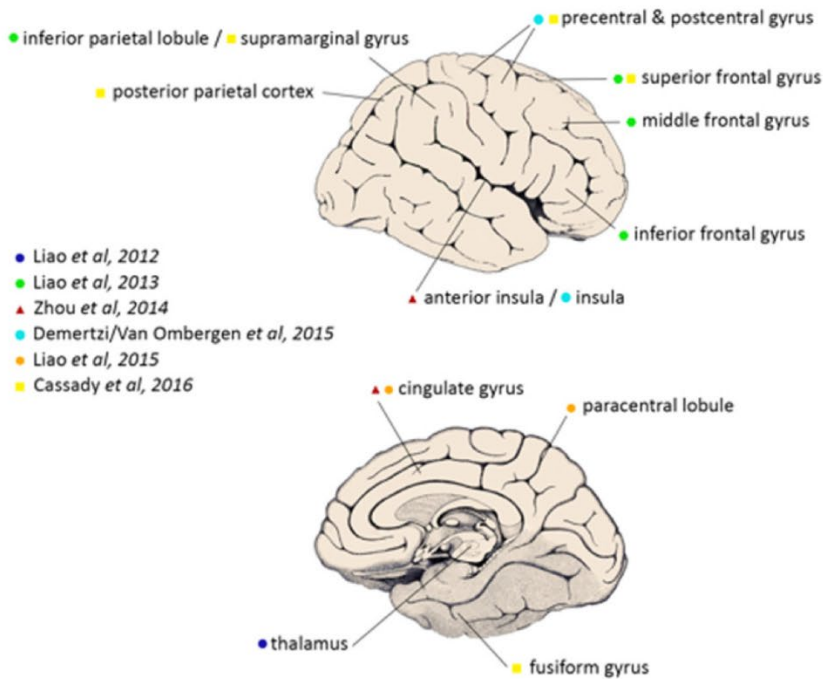 precentral & postcentral gyrus
inferior parietal lobule / supramarginal gyrus
superior frontal gyrus
posterior parietal cortex
middle frontal gyrus
inferior frontal gyrus
Liao et al, 2012
Liao et al, 2013
Zhou et al, 2014
Demertzi/Van Ombergen et al, 2015
Liao et al, 2015
Cassady et al, 2016
anterior insula / insula
cingulate gyrus
paracentral lobule
thalamus
fusiform gyrus